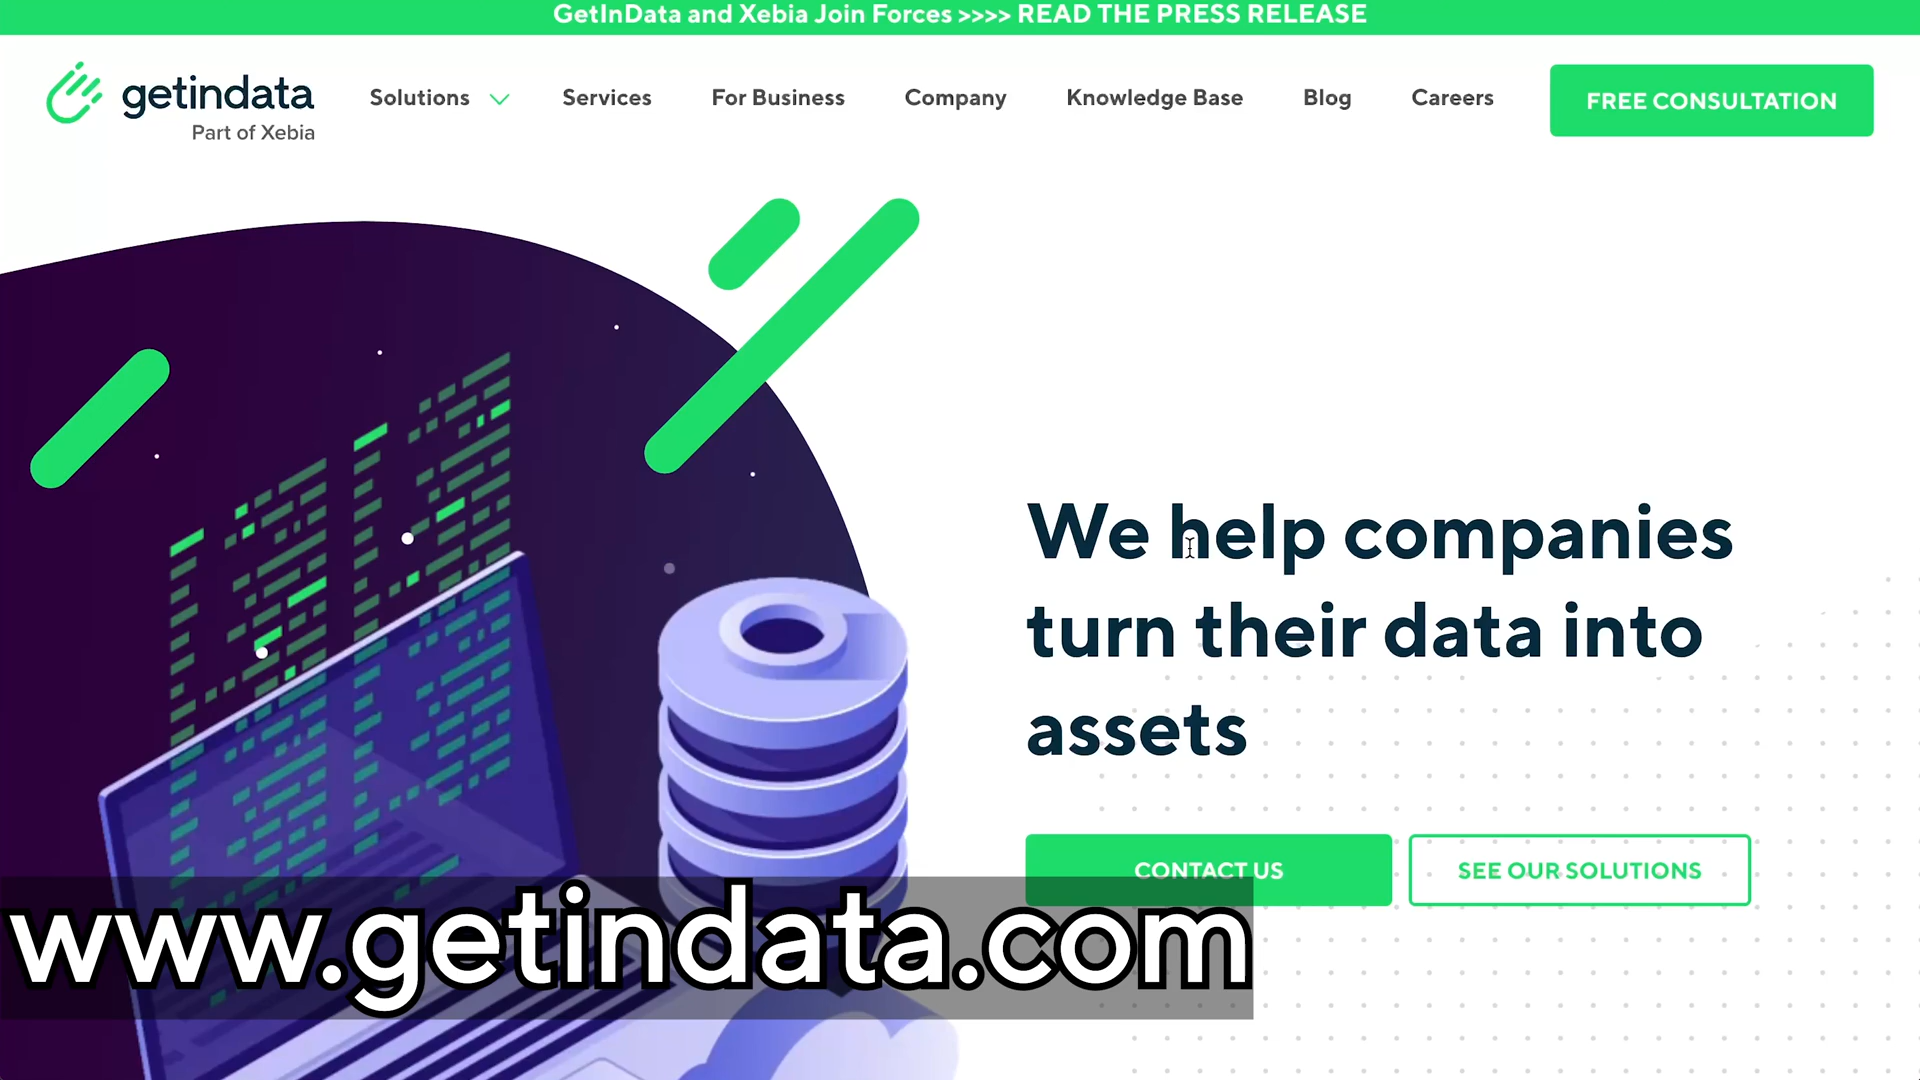 GetInData and Xebia Join Forces >>>> READ THE PRESS RELEASE
getindata
Part of Xebia
Solutions
Services
For Business
Company
Knowledge Base
Blog
Careers
FREE CONSULTATION
We help companies
turn their data into
assets
CONTACT US
SEE OUR SOLUTIONS
www.getindata.com